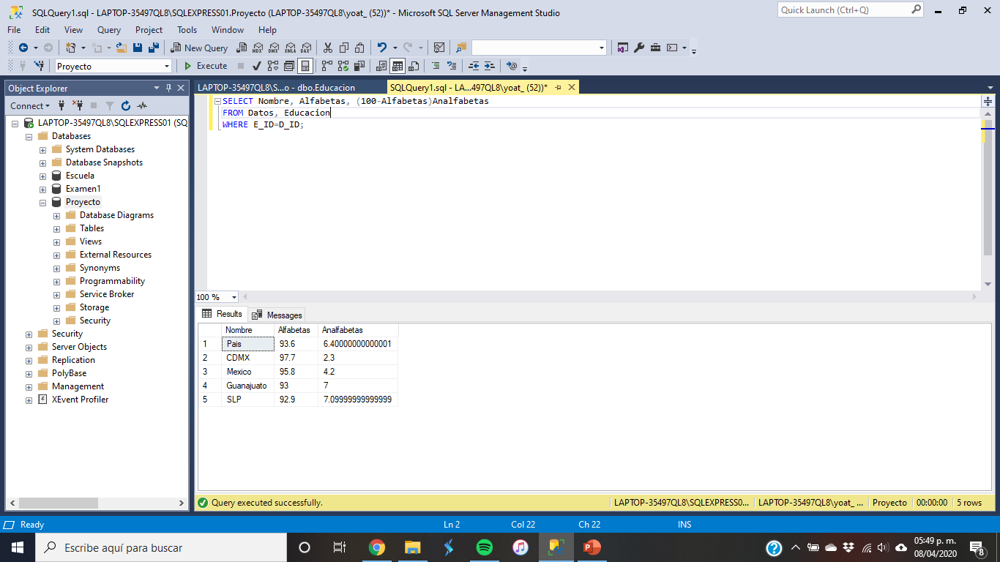 SQLQuery1.sql - LAPTOP-35497QL8\SQLEXPRESS01.Proyecto (LAPTOP-35497QL8\yoat_ (52))* - Microsoft SQL Server Management Studio
Quick Launch (Ctrl+Q)
File Edit View Query Project Tools Window Help
New Query MDX DMX XMLA DAX
Proyecto Execute
Object Explorer
Connect
LAPTOP-35497QL8\SQLEXPRESS01 (SQ
Databases
System Databases
Database Snapshots
Escuela
Examen1
Proyecto
Database Diagrams
Tables
Views
External Resources
Synonyms
Programmability
Service Broker
Storage
Security
Security
Server Objects
Replication
PolyBase
Management
XEvent Profiler
LAPTOP-35497QL8\S...o - dbo.Educacion
SQLQuery1.sql - LA...497QL8\yoat_ (52))*
SELECT Nombre, Alfabetas, (100-Alfabetas)Analfabetas
FROM Datos, Educacion
WHERE E_ID=D_ID;
100 %
Results Messages
Nombre Alfabetas Analfabetas
1 Pais 93.6 6.40000000000001
2 CDMX 97.7 2.3
3 Mexico 95.8 4.2
4 Guanajuato 93 7
5 SLP 92.9 7.09999999999999
Query executed successfully.
LAPTOP-35497QL8\SQLEXPRESS0... LAPTOP-35497QL8\yoat_ ... Proyecto 00:00:00 5 rows
Ready Ln 2 Col 22 Ch 22 INS
Escribe aquí para buscar
05:49 p. m.
08/04/2020
8